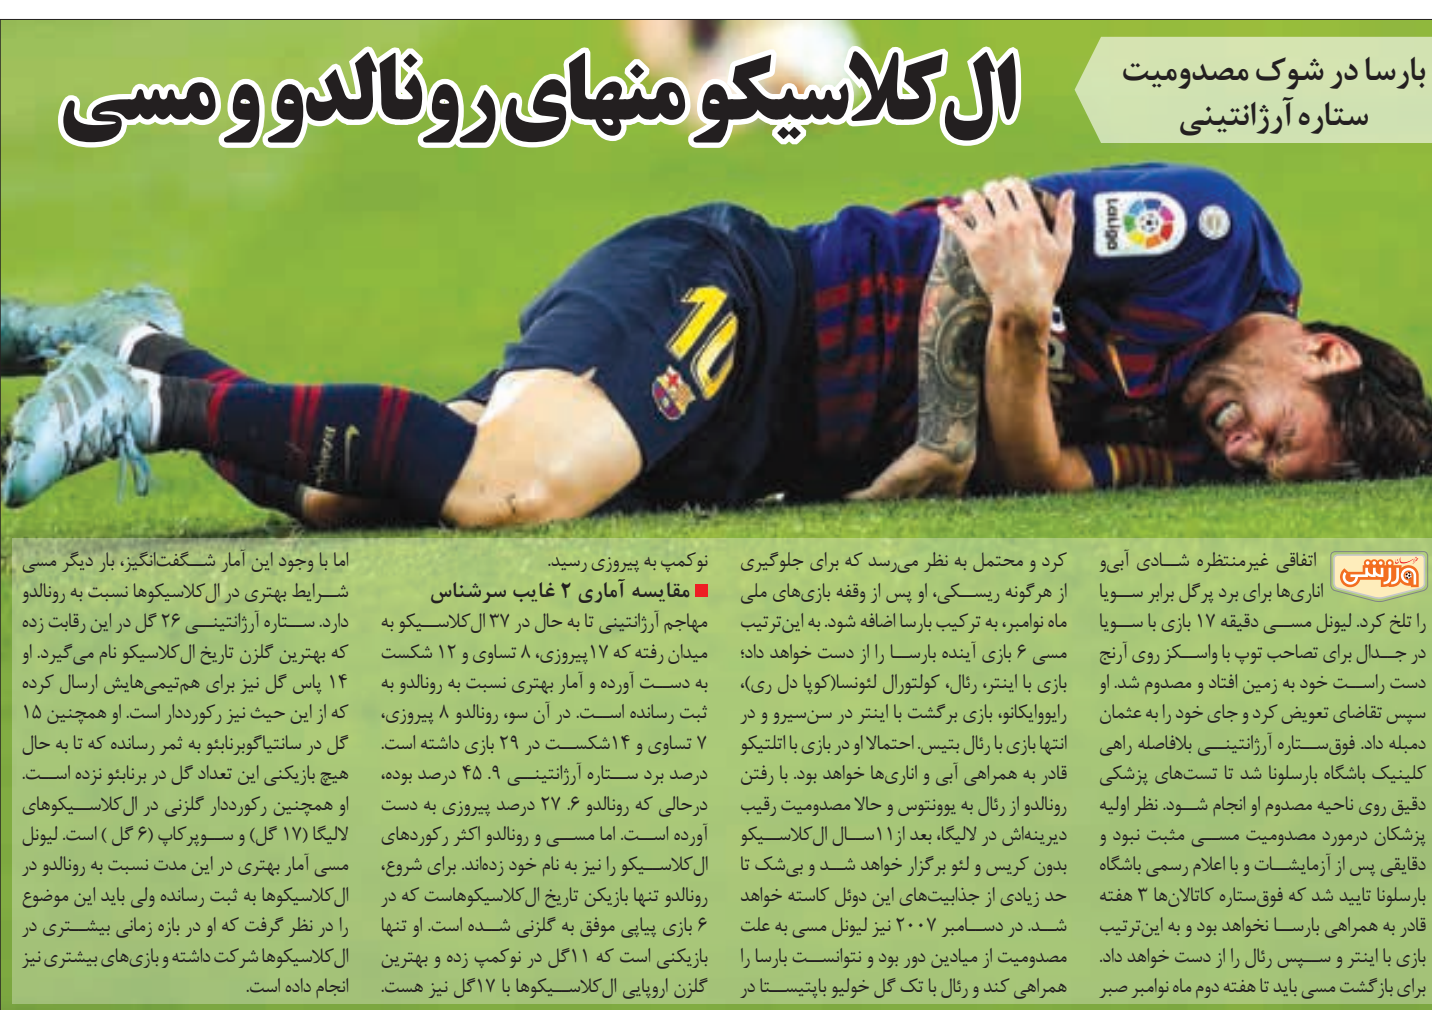 بارسا در شوک مصدومیت
ستاره آرژانتینی
ال‌کلاسیکو منهای رونالدو و مسی
LaLiga
10
ورزشی
اتفاقی غیرمنتظره شادی آبی‌و
اناری‌ها برای برد پرگل برابر سویا
را تلخ کرد. لیونل مسی دقیقه ۱۷ بازی با سویا
در جدال برای تصاحب توپ با واسکز روی آرنج
دست راست خود به زمین افتاد و مصدوم شد. او
سپس تقاضای تعویض کرد و جای خود را به عثمان
دمبله داد. فوق‌ستاره آرژانتینی بلافاصله راهی
کلینیک باشگاه بارسلونا شد تا تست‌های پزشکی
دقیق روی ناحیه مصدوم او انجام شود. نظر اولیه
پزشکان درمورد مصدومیت مسی مثبت نبود و
دقایقی پس از آزمایشات و با اعلام رسمی باشگاه
بارسلونا تایید شد که فوق‌ستاره کاتالان‌ها ۳ هفته
قادر به همراهی بارسا نخواهد بود و به این‌ترتیب
بازی با اینتر و سپس رئال را از دست خواهد داد.
برای بازگشت مسی باید تا هفته دوم ماه نوامبر صبر
کرد و محتمل به نظر می‌رسد که برای جلوگیری
از هرگونه ریسکی، او پس از وقفه بازی‌های ملی
ماه نوامبر، به ترکیب بارسا اضافه شود. به این‌ترتیب
مسی ۶ بازی آینده بارسا را از دست خواهد داد؛
بازی با اینتر، رئال، کولتورال لئونسا(کوپا دل ری)،
رایووایکانو، بازی برگشت با اینتر در سن‌سیرو و در
انتها بازی با رئال بتیس. احتمالا او در بازی با اتلتیکو
قادر به همراهی آبی و اناری‌ها خواهد بود. با رفتن
رونالدو از رئال به یوونتوس و حالا مصدومیت رقیب
دیرینه‌اش در لالیگا، بعد از۱۱سال ال‌کلاسیکو
بدون کریس و لئو برگزار خواهد شد و بی‌شک تا
حد زیادی از جذابیت‌های این دوئل کاسته خواهد
شد. در دسامبر ۲۰۰۷ نیز لیونل مسی به علت
مصدومیت از میادین دور بود و نتوانست بارسا را
همراهی کند و رئال با تک گل خولیو باپتیستا در
نوکمپ به پیروزی رسید.
مقایسه آماری ۲ غایب سرشناس
مهاجم آرژانتینی تا به حال در ۳۷ ال‌کلاسیکو به
میدان رفته که ۱۷پیروزی، ۸ تساوی و ۱۲ شکست
به دست آورده و آمار بهتری نسبت به رونالدو به
ثبت رسانده است. در آن سو، رونالدو ۸ پیروزی،
۷ تساوی و ۱۴شکست در ۲۹ بازی داشته است.
درصد برد ستاره آرژانتینی ۹. ۴۵ درصد بوده،
درحالی که رونالدو ۶. ۲۷ درصد پیروزی به دست
آورده است. اما مسی و رونالدو اکثر رکوردهای
ال‌کلاسیکو را نیز به نام خود زده‌اند. برای شروع،
رونالدو تنها بازیکن تاریخ ال‌کلاسیکوهاست که در
۶ بازی پیاپی موفق به گلزنی شده است. او تنها
بازیکنی است که ۱۱گل در نوکمپ زده و بهترین
گلزن اروپایی ال‌کلاسیکوها با ۱۷گل نیز هست.
اما با وجود این آمار شگفت‌انگیز، بار دیگر مسی
شرایط بهتری در ال‌کلاسیکوها نسبت به رونالدو
دارد. ستاره آرژانتینی ۲۶ گل در این رقابت زده
که بهترین گلزن تاریخ ال‌کلاسیکو نام می‌گیرد. او
۱۴ پاس گل نیز برای هم‌تیمی‌هایش ارسال کرده
که از این حیث نیز رکورددار است. او همچنین ۱۵
گل در سانتیاگوبرنابئو به ثمر رسانده که تا به حال
هیچ بازیکنی این تعداد گل در برنابئو نزده است.
او همچنین رکورددار گلزنی در ال‌کلاسیکوهای
لالیگا (۱۷ گل) و سوپرکاپ (۶ گل ) است. لیونل
مسی آمار بهتری در این مدت نسبت به رونالدو در
ال‌کلاسیکوها به ثبت رسانده ولی باید این موضوع
را در نظر گرفت که او در بازه زمانی بیشتری در
ال‌کلاسیکوها شرکت داشته و بازی‌های بیشتری نیز
انجام داده است.